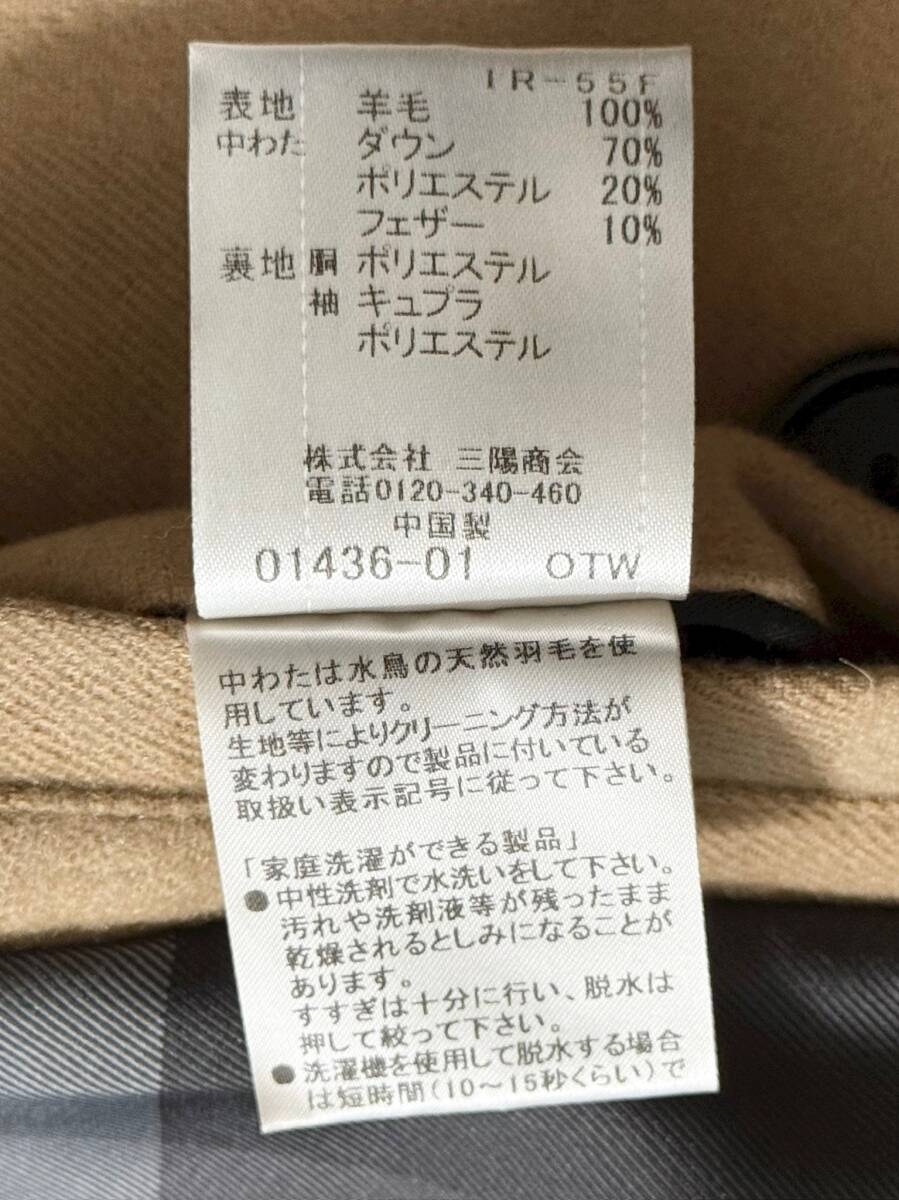 IR-55F
表地 羊毛 100%
中わた ダウン 70%
ポリエステル 20%
フェザー 10%
裏地 胴 ポリエステル
袖 キュプラ
ポリエステル
株式会社 三陽商会
電話0120-340-460
中国製
01436-01 OTW
中わたは水鳥の天然羽毛を使
用しています。
生地等によりクリーニング方法が
変わりますので製品に付いている
取扱い表示記号に従って下さい。
「家庭洗濯ができる製品」
●中性洗剤で水洗いをして下さい。
汚れや洗剤液等が残ったまま
乾燥されるとしみになることが
あります。
すすぎは十分に行い、脱水は
押して絞って下さい。
●洗濯機を使用して脱水する場合
は短時間(10～15秒くらい)で